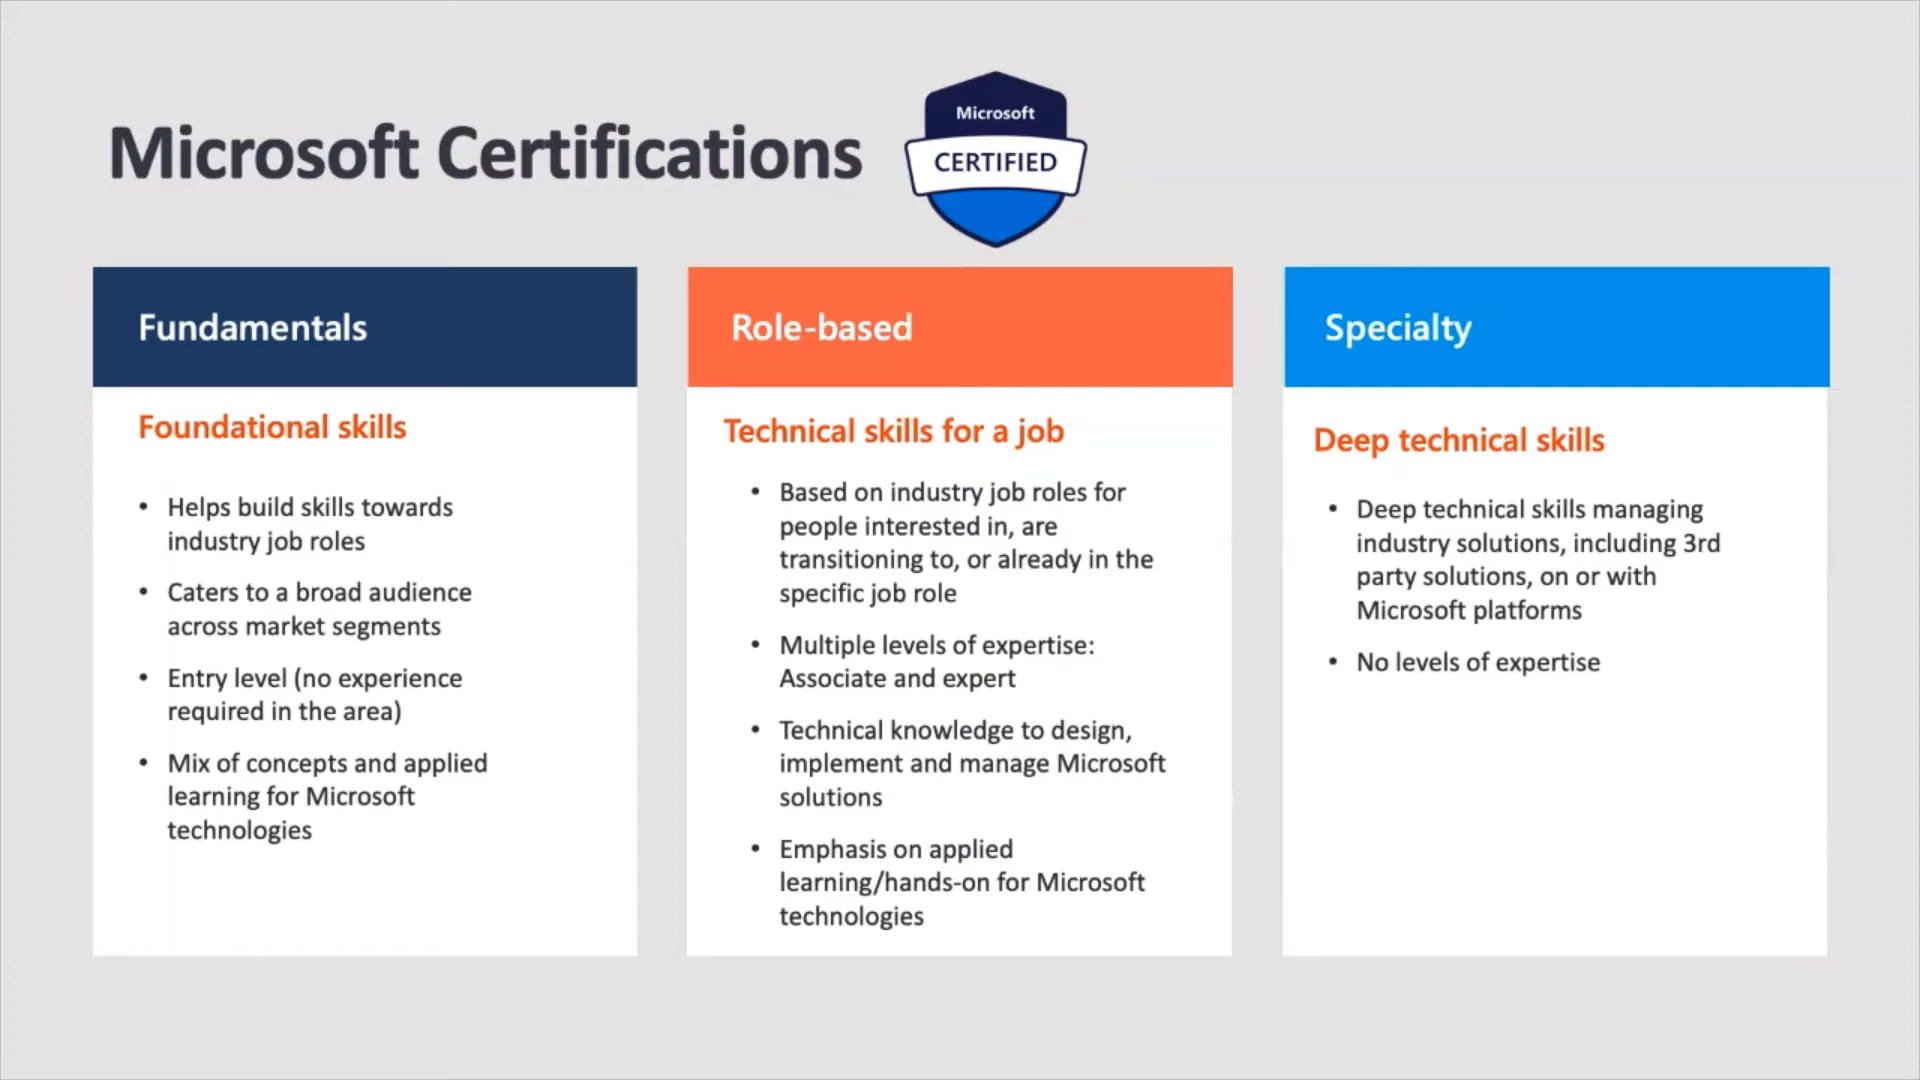 Microsoft Certifications
Microsoft
CERTIFIED
Fundamentals
Foundational skills
• Helps build skills towards
industry job roles
• Caters to a broad audience
across market segments
• Entry level (no experience
required in the area)
• Mix of concepts and applied
learning for Microsoft
technologies
Role-based
Technical skills for a job
• Based on industry job roles for
people interested in, are
transitioning to, or already in the
specific job role
• Multiple levels of expertise:
Associate and expert
• Technical knowledge to design,
implement and manage Microsoft
solutions
• Emphasis on applied
learning/hands-on for Microsoft
technologies
Specialty
Deep technical skills
• Deep technical skills managing
industry solutions, including 3rd
party solutions, on or with
Microsoft platforms
• No levels of expertise